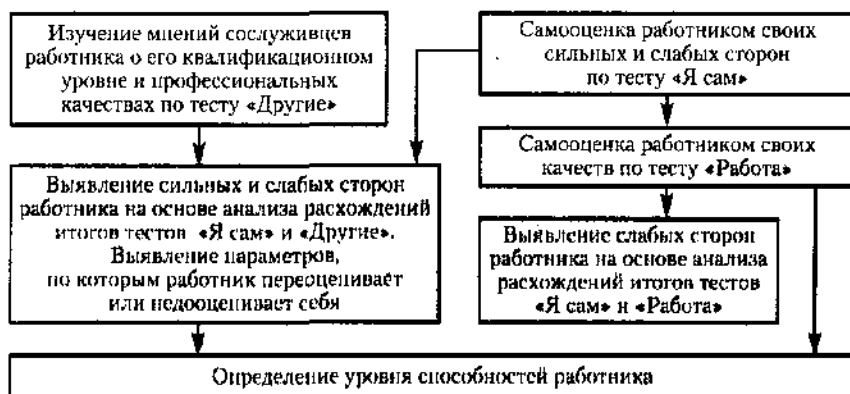 Изучение мнений сослуживцев
работника о его квалификационном
уровне и профессиональных
качествах по тесту «Другие»
Самооценка работником своих
сильных и слабых сторон
по тесту «Я сам»
Самооценка работником своих
качеств по тесту «Работа»
Выявление сильных и слабых сторон
работника на основе анализа расхождений
итогов тестов «Я сам» и «Другие».
Выявление параметров,
по которым работник переоценивает
или недооценивает себя
Выявление слабых сторон
работника на основе анализа
расхождений итогов тестов
«Я сам» и «Работа»
Определение уровня способностей работника